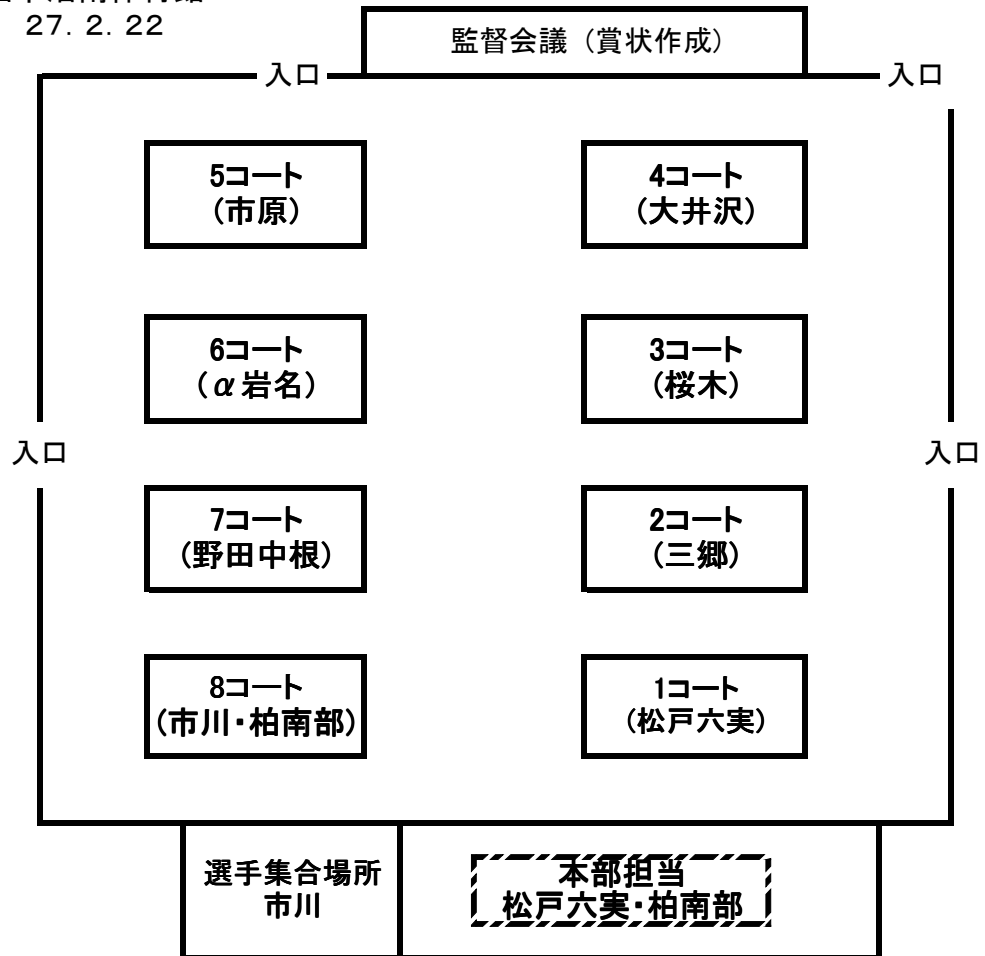 27．2．22
監督会議（賞状作成）
入口
入口
5コート
（市原）
4コート
（大井沢）
6コート
（α岩名）
3コート
（桜木）
入口
入口
7コート
（野田中根）
2コート
（三郷）
8コート
（市川・柏南部）
1コート
（松戸六実）
選手集合場所
市川
本部担当
松戸六実・柏南部